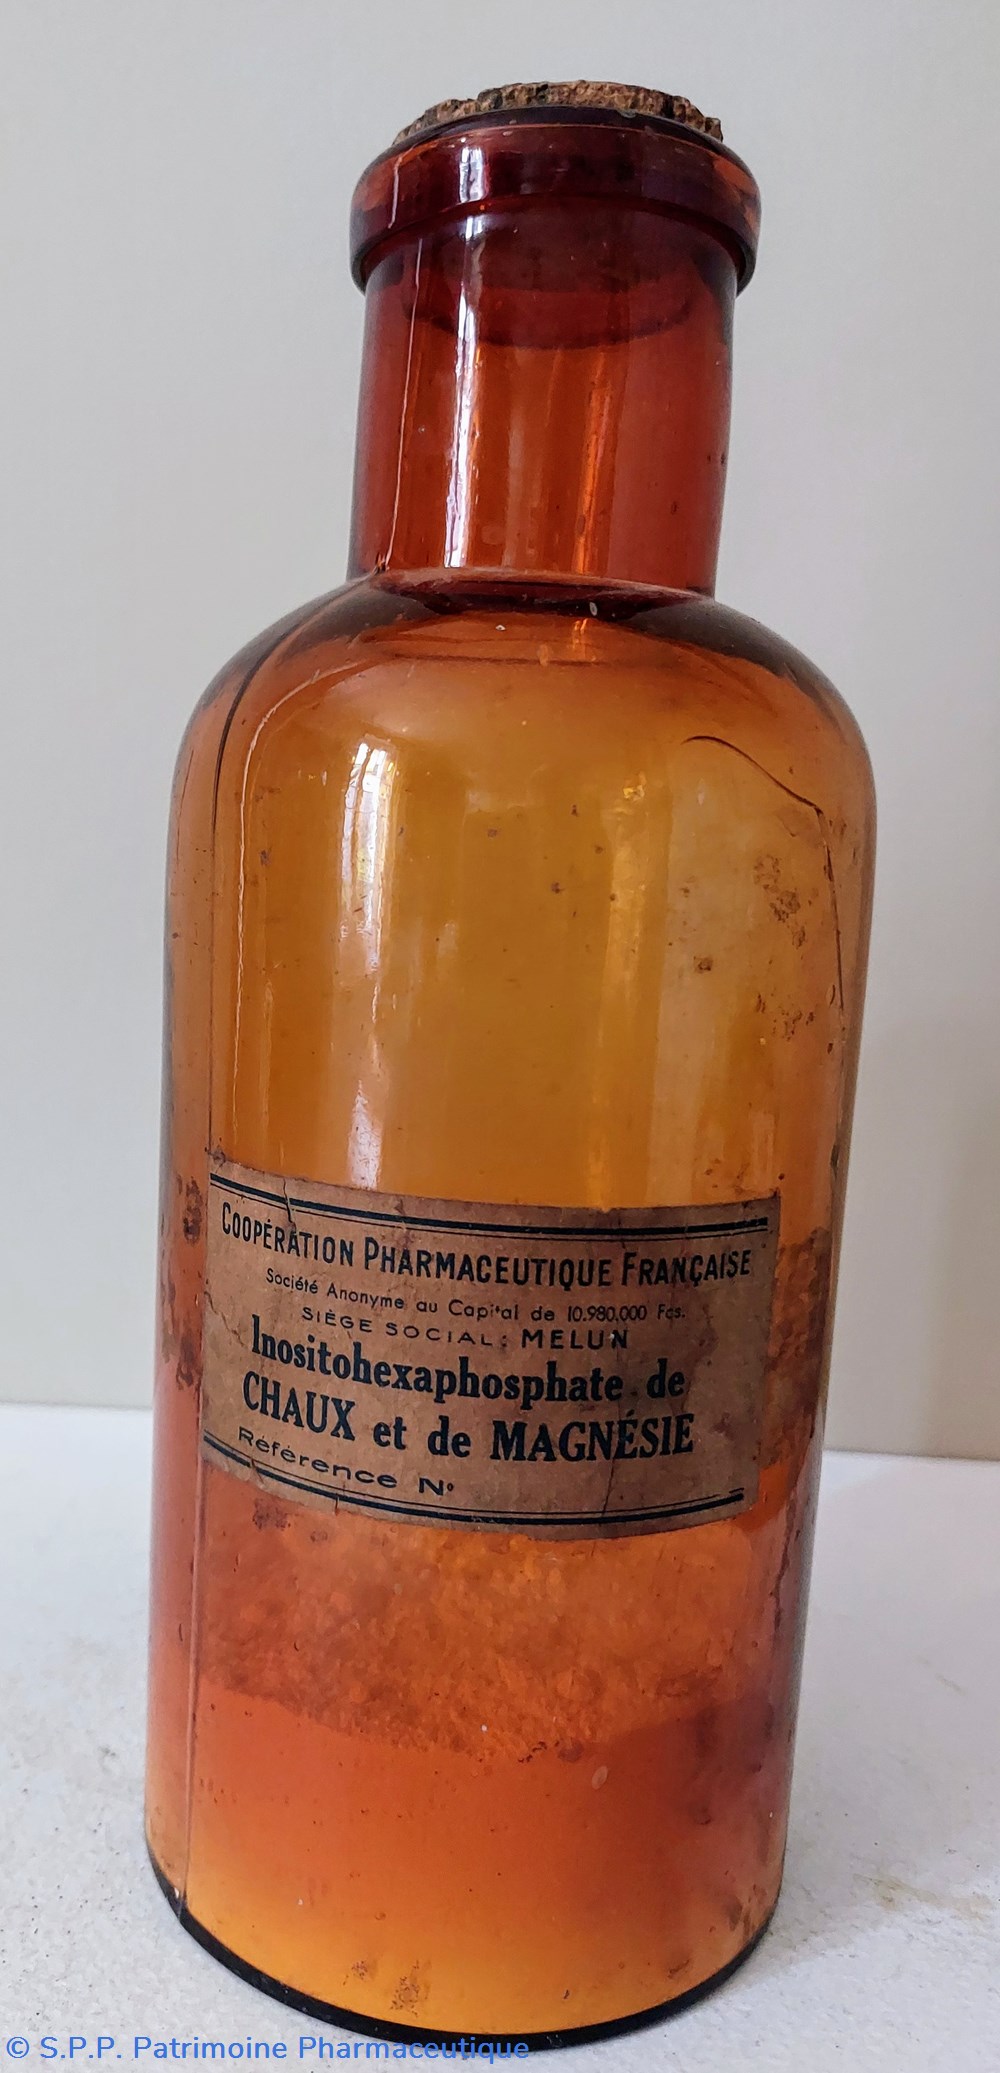 COOPÉRATION PHARMACEUTIQUE FRANÇAISE
Société Anonyme au Capital de 10.980.000 Fcs.
SIÈGE SOCIAL: MELUN
Inositohexaphosphate de
CHAUX et de MAGNÉSIE
Référence N°
© S.P.P. Patrimoine Pharmaceutique